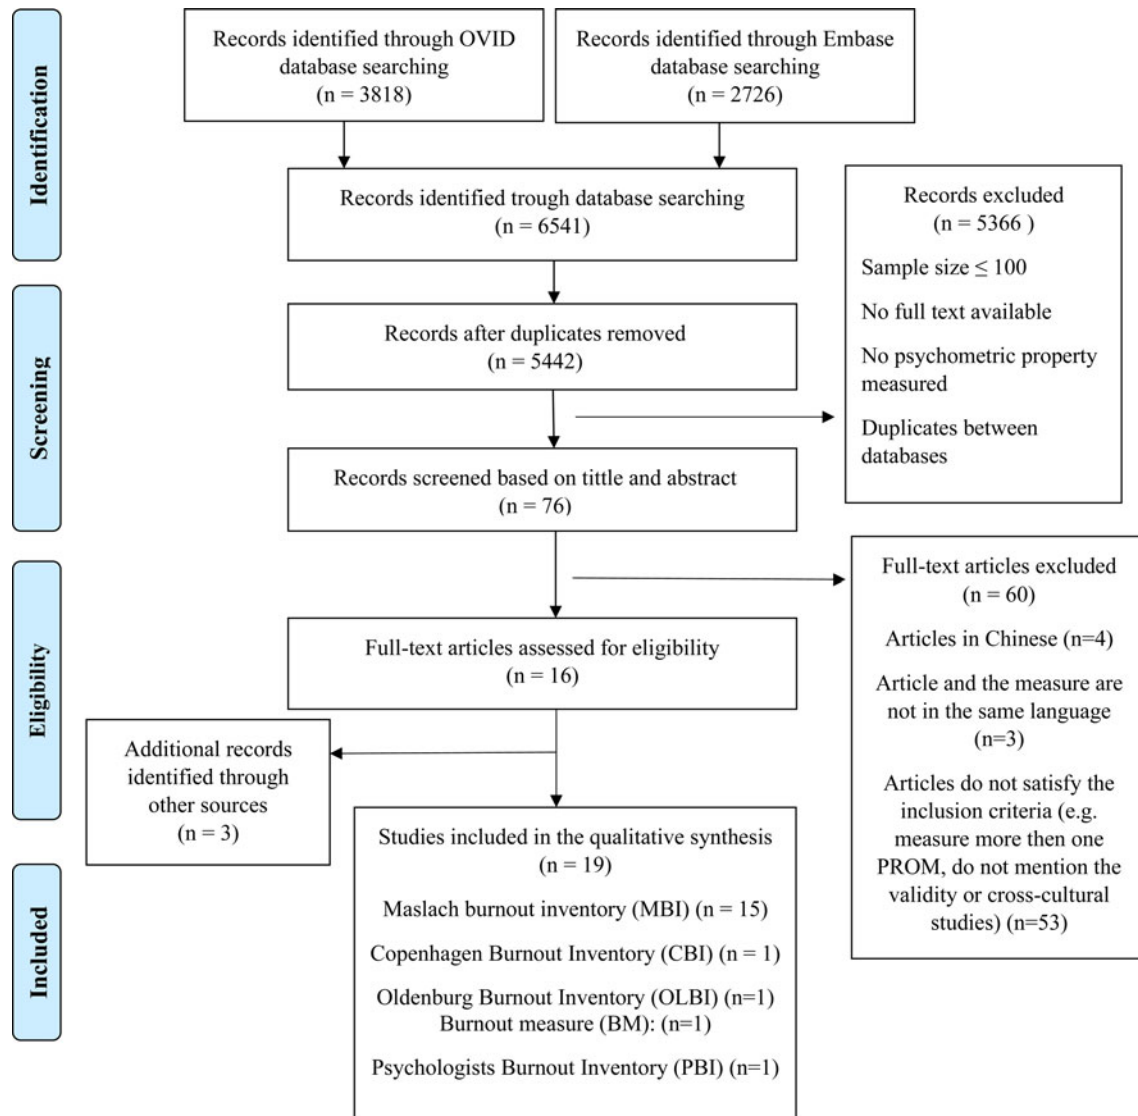 Identification
Records identified through OVID
database searching
(n = 3818)
Records identified through Embase
database searching
(n = 2726)
Records identified trough database searching
(n = 6541)
Records excluded
(n = 5366 )
Sample size ≤ 100
No full text available
No psychometric property
measured
Duplicates between
databases
Screening
Records after duplicates removed
(n = 5442)
Records screened based on tittle and abstract
(n = 76)
Eligibility
Full-text articles assessed for eligibility
(n = 16)
Full-text articles excluded
(n = 60)
Articles in Chinese (n=4)
Article and the measure are
not in the same language
(n=3)
Articles do not satisfy the
inclusion criteria (e.g.
measure more then one
PROM, do not mention the
validity or cross-cultural
studies) (n=53)
Additional records
identified through
other sources
(n = 3)
Included
Studies included in the qualitative synthesis
(n = 19)
Maslach burnout inventory (MBI) (n = 15)
Copenhagen Burnout Inventory (CBI) (n = 1)
Oldenburg Burnout Inventory (OLBI) (n=1)
Burnout measure (BM): (n=1)
Psychologists Burnout Inventory (PBI) (n=1)